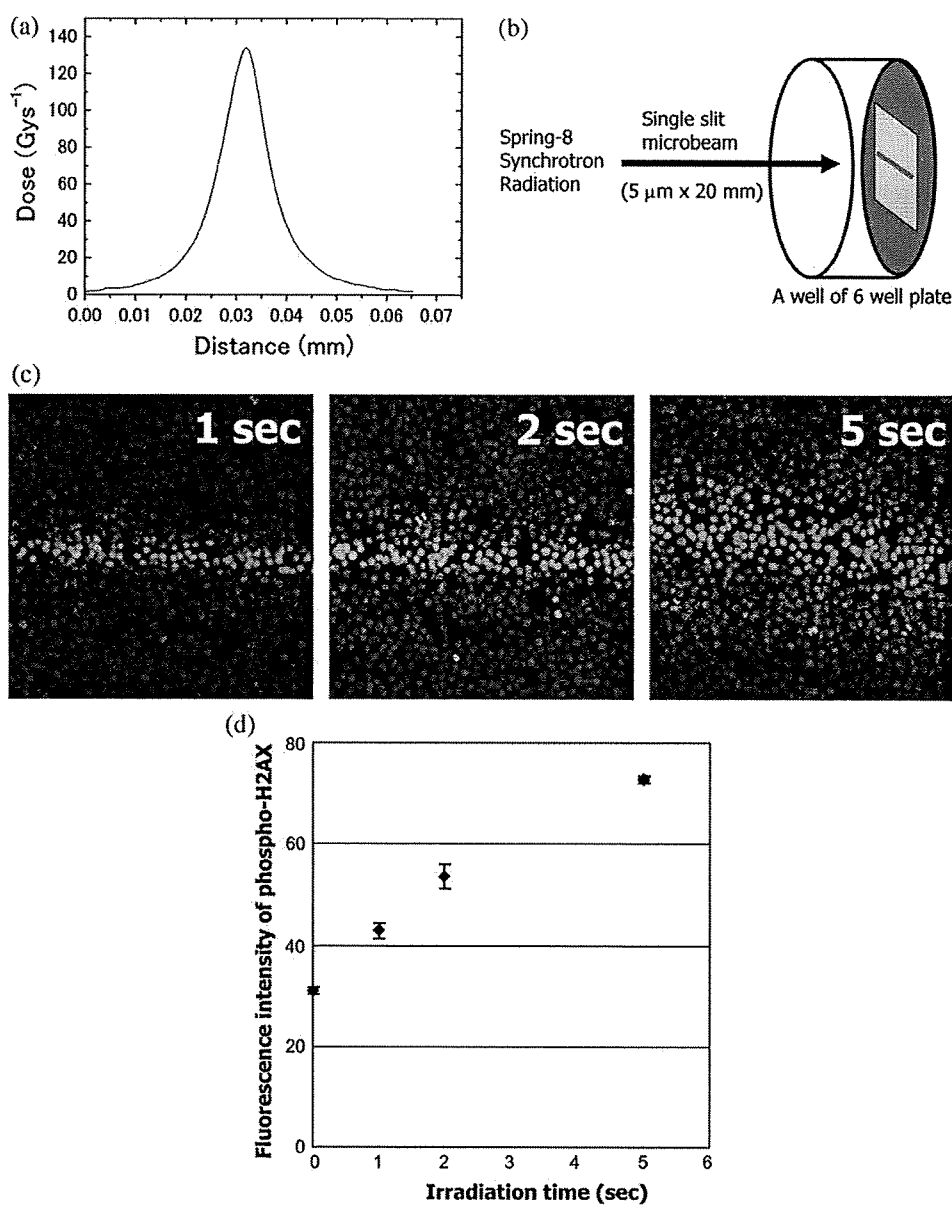 (a)
140
120
100
80
60
40
20
0
Dose (Gys⁻¹)
0.00 0.01 0.02 0.03 0.04 0.05 0.06 0.07
Distance (mm)
(b)
Spring-8
Synchrotron
Radiation
Single slit
microbeam
(5 μm x 20 mm)
A well of 6 well plate
(c)
1 sec
2 sec
5 sec
(d)
80
60
40
20
0
Fluorescence intensity of phospho-H2AX
0 1 2 3 4 5 6
Irradiation time (sec)